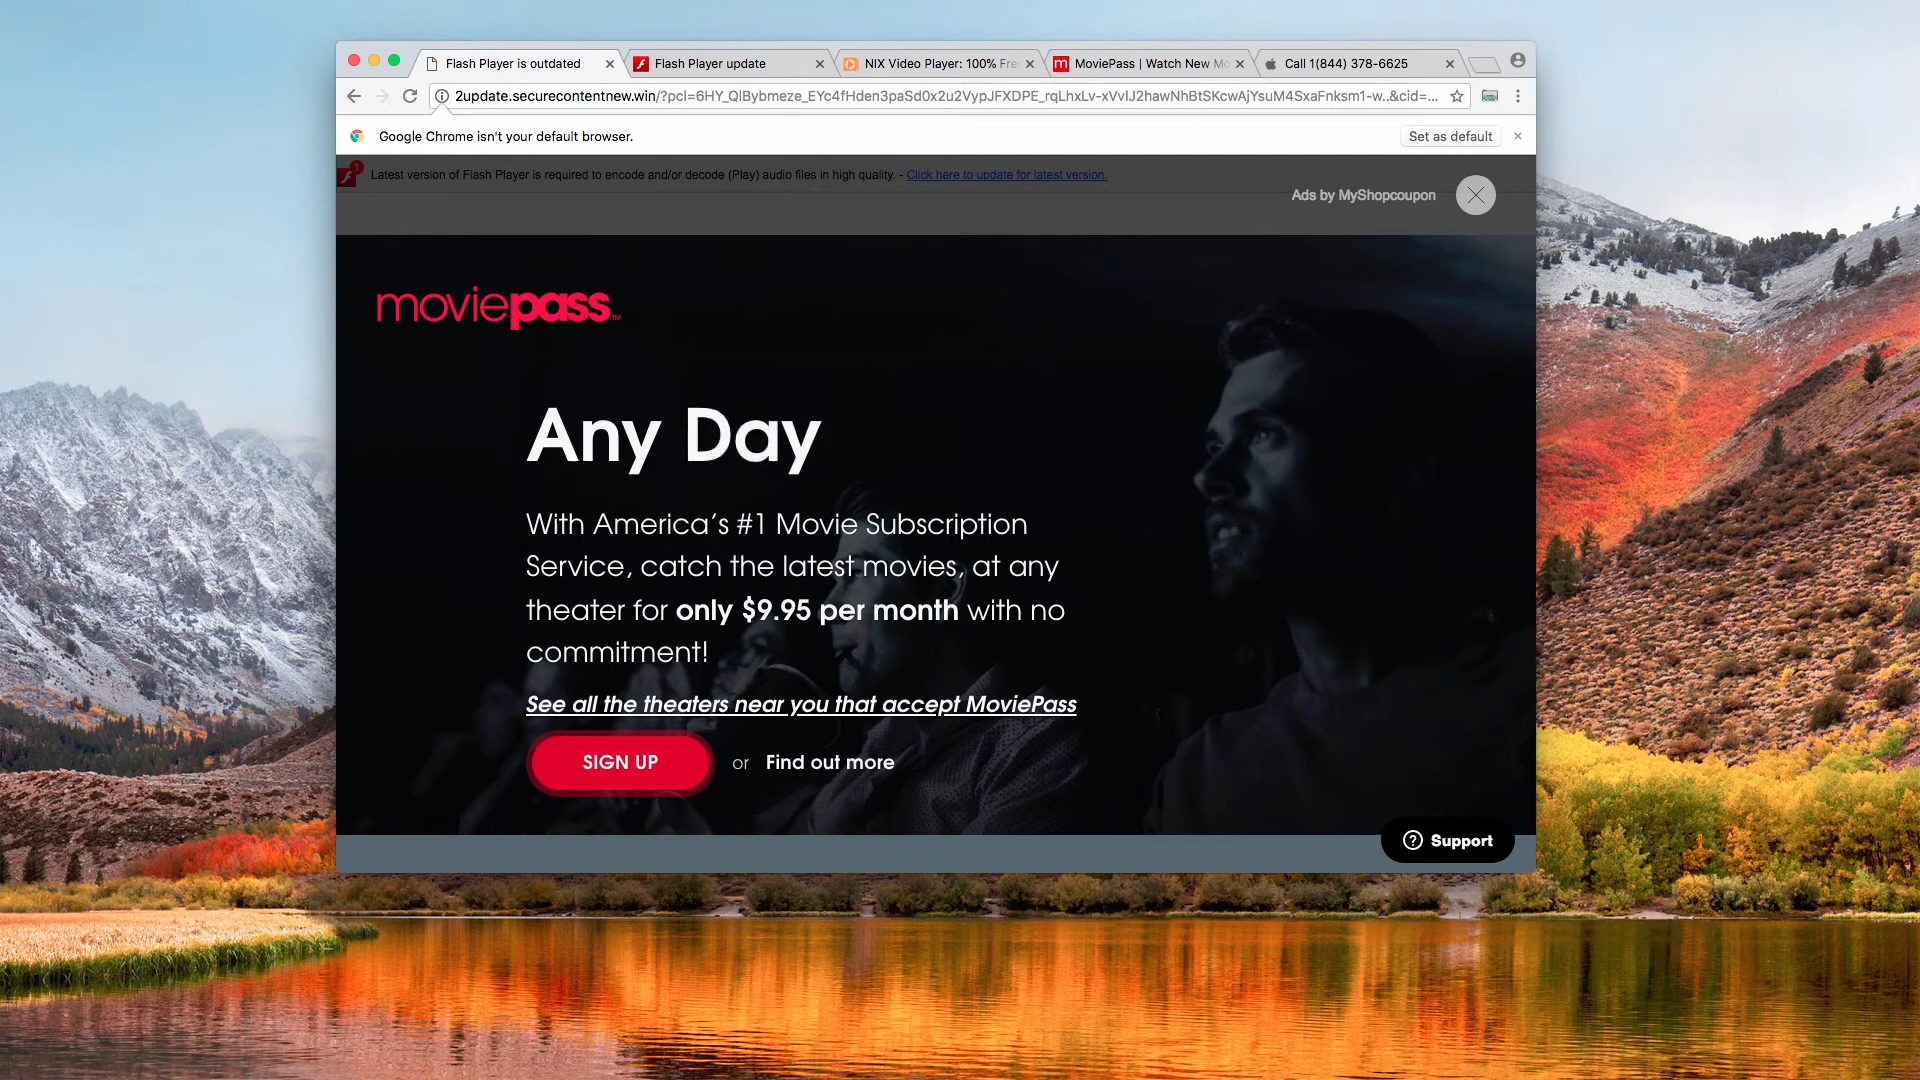 Flash Player is outdated
Flash Player update
NIX Video Player: 100% Fre
MoviePass | Watch New Mo
Call 1(844) 378-6625
2update.securecontentnew.win/?pcl=6HY_QlBybmeze_EYc4fHden3paSd0x2u2VypJFXDPE_rqLhxLv-xVvIJ2hawNhBtSKcwAjYsuM4SxaFnksm1-w..&cid=...
Google Chrome isn't your default browser.
Set as default
1
Latest version of Flash Player is required to encode and/or decode (Play) audio files in high quality. - Click here to update for latest version.
Ads by MyShopcoupon
moviepass™
Any Day
With America's #1 Movie Subscription
Service, catch the latest movies, at any
theater for only $9.95 per month with no
commitment!
See all the theaters near you that accept MoviePass
SIGN UP or Find out more
? Support